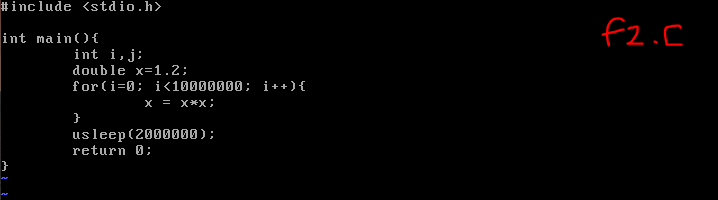 #include <stdio.h>
f2.c
int main(){
int i,j;
double x=1.2;
for(i=0; i<10000000; i++){
x = x*x;
}
usleep(2000000);
return 0;
}
~
~